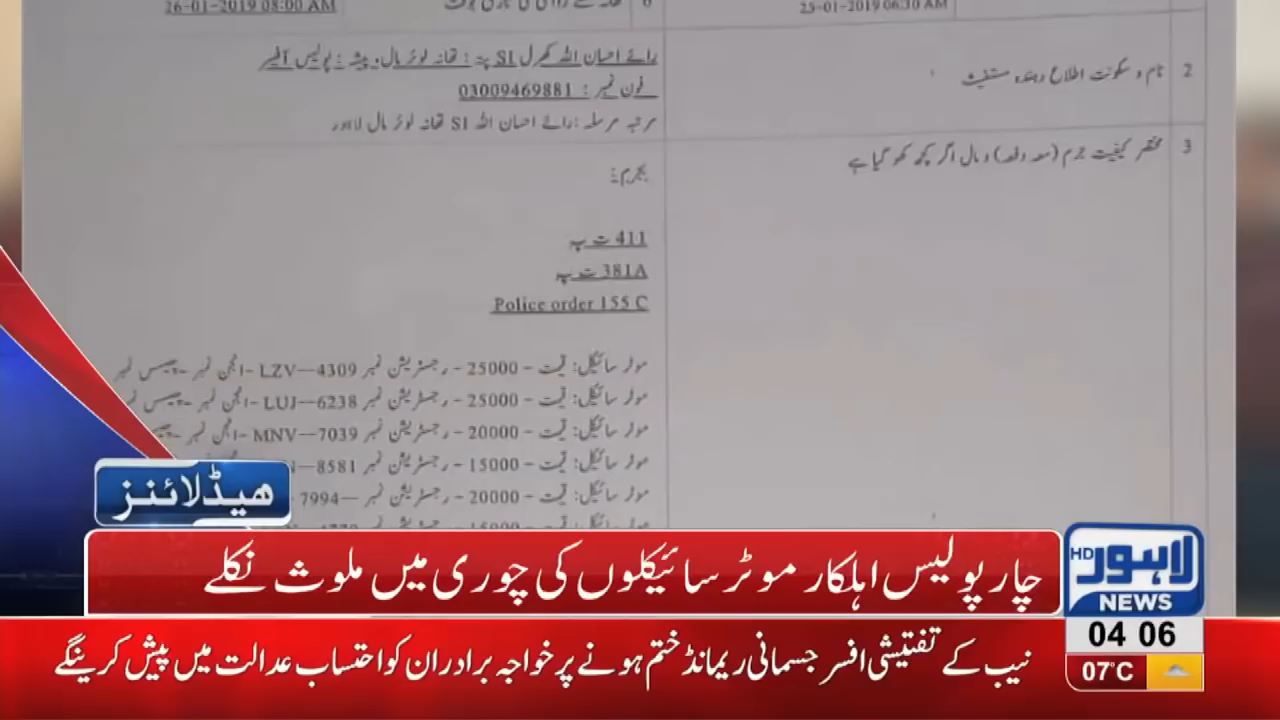 25-01-2019 06:30 AM
26-01-2019 08:00 AM
2 نام و سکونت اطلاع دہندہ مستغیث
رائے احسان اللہ کھرل SI پتہ : تھانہ لوئر مال، پیشہ : پولیس آفیسر
فون نمبر : 03009469881
مرتبہ مرسلہ :رائے احسان اللہ SI تھانہ لوئر مال لاہور
3 مختصر کیفیت جرم (معہ دفعہ) و مال اگر کچھ کھو گیا ہے
بجرم:
411 ت پ
381A ت پ
Police order 155 C
موٹر سائیکل: قیمت - 25000 - رجسٹریشن نمبر LZV—4309 -انجن نمبر -چیسس نمبر
موٹر سائیکل: قیمت - 25000 - رجسٹریشن نمبر LUJ—6238 -انجن نمبر -چیسس
موٹر سائیکل: قیمت - 20000 - رجسٹریشن نمبر MNV—7039 -انجن نمبر
موٹر سائیکل: قیمت - 15000 - رجسٹریشن نمبر 8581
موٹر سائیکل: قیمت - 20000 - رجسٹریشن نمبر —7994
ہیڈلائنز
چار پولیس اہلکار موٹر سائیکلوں کی چوری میں ملوث نکلے
لاہور HD
NEWS
04 06
07°C
نیب کے تفتیشی افسر جسمانی ریمانڈ ختم ہونے پر خواجہ برادران کو احتساب عدالت میں پیش کرینگے